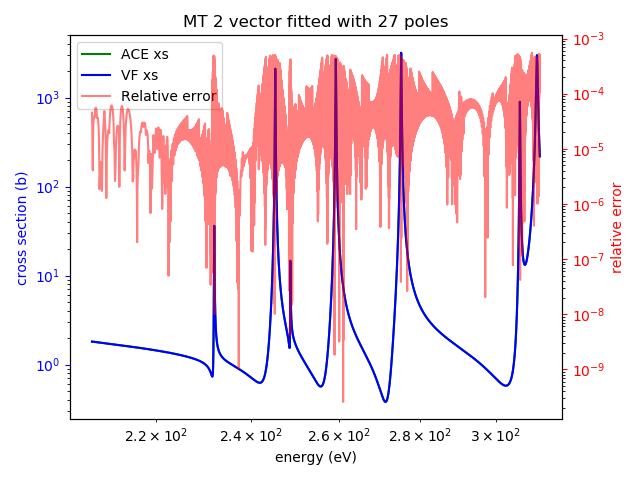 MT 2 vector fitted with 27 poles
ACE xs
VF xs
Relative error
cross section (b)
10³
10²
10¹
10⁰
10⁻³
10⁻⁴
10⁻⁵
10⁻⁶
10⁻⁷
10⁻⁸
10⁻⁹
relative error
2.2 × 10² 2.4 × 10² 2.6 × 10² 2.8 × 10² 3 × 10²
energy (eV)